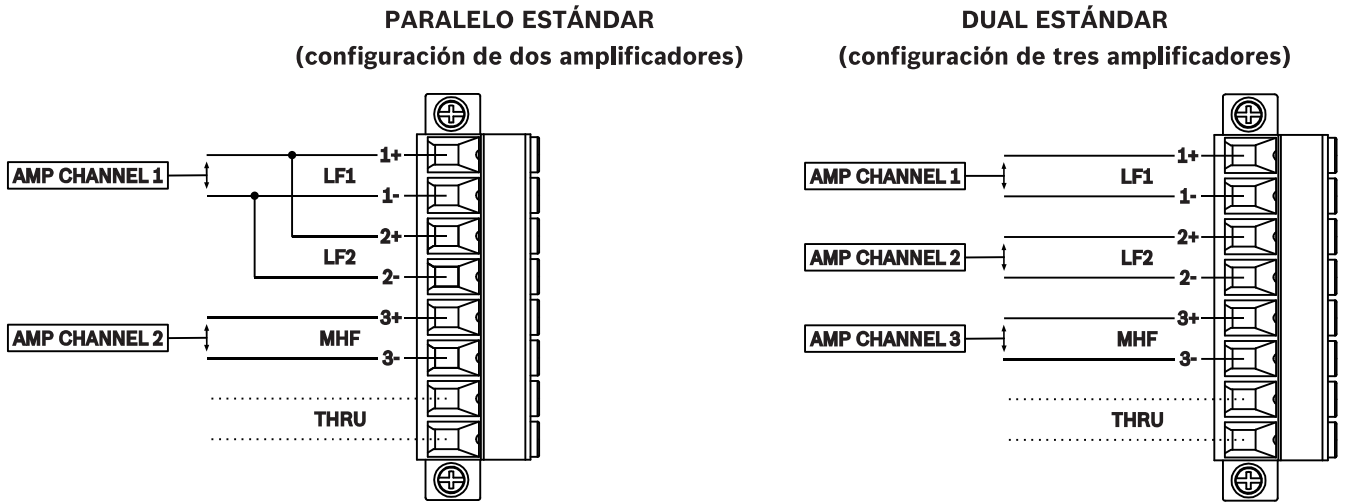 PARALELO ESTÁNDAR
(configuración de dos amplificadores)
AMP CHANNEL 1
1+
LF1
1-
2+
LF2
2-
AMP CHANNEL 2
3+
MHF
3-
THRU
DUAL ESTÁNDAR
(configuración de tres amplificadores)
AMP CHANNEL 1
1+
LF1
1-
AMP CHANNEL 2
2+
LF2
2-
AMP CHANNEL 3
3+
MHF
3-
THRU